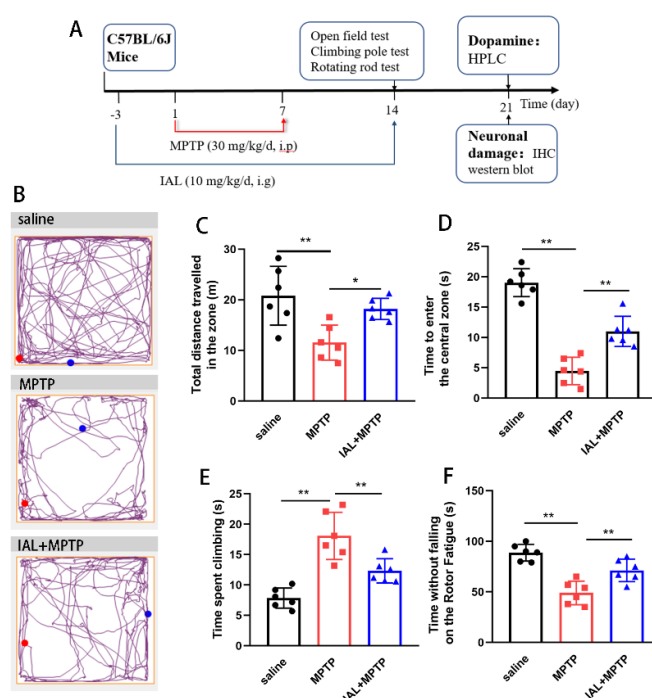 A
C57BL/6J
Mice
Open field test
Climbing pole test
Rotating rod test
Dopamine：
HPLC
-3
1
7
14
21
Time (day)
MPTP (30 mg/kg/d, i.p)
IAL (10 mg/kg/d, i.g)
Neuronal
damage： IHC
western blot
B
saline
MPTP
IAL+MPTP
C
Total distance travelled
in the zone (m)
30
20
10
0
**
*
saline
MPTP
IAL+MPTP
D
Time to enter
the central zone (s)
25
20
15
10
5
0
**
**
saline
MPTP
IAL+MPTP
E
Time spent climbing (s)
25
20
15
10
5
0
**
**
saline
MPTP
IAL+MPTP
F
Time without falling
on the Rotor Fatigue (s)
150
100
50
0
**
**
saline
MPTP
IAL+MPTP